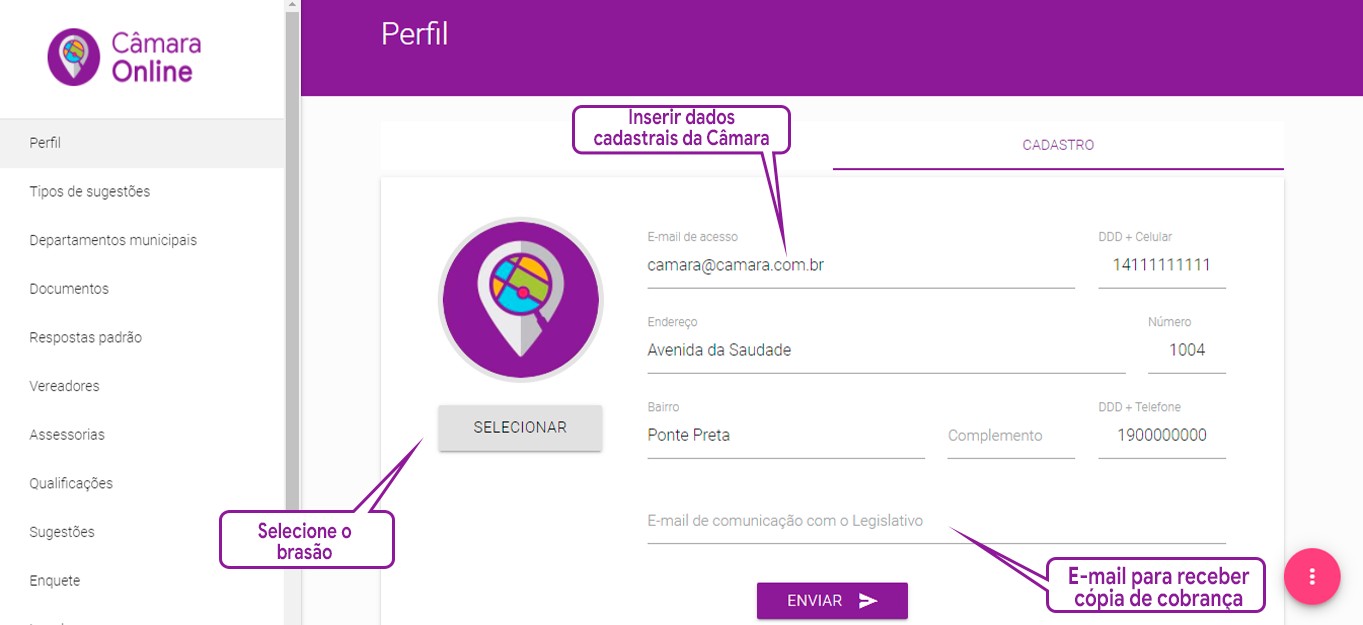 Câmara
Online
Perfil
Tipos de sugestões
Departamentos municipais
Documentos
Respostas padrão
Vereadores
Assessorias
Qualificações
Sugestões
Enquete
Perfil
Inserir dados
cadastrais da Câmara
CADASTRO
E-mail de acesso
camara@camara.com.br
DDD + Celular
14111111111
Endereço
Avenida da Saudade
Número
1004
Bairro
Ponte Preta
Complemento
DDD + Telefone
1900000000
SELECIONAR
Selecione o
brasão
E-mail de comunicação com o Legislativo
E-mail para receber
cópia de cobrança
ENVIAR